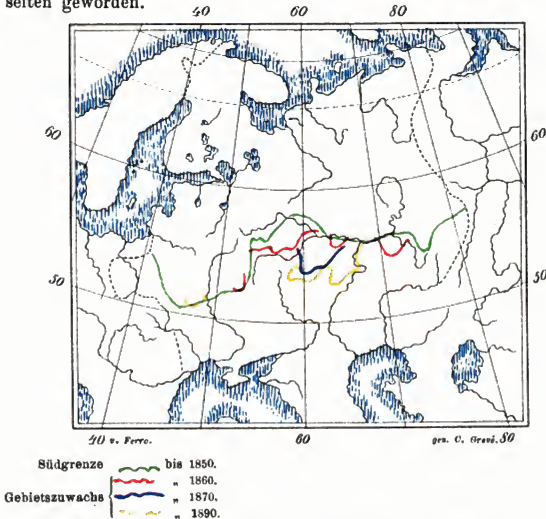 selten geworden.
40 60 80
60 60
50 50
40 v. Ferro. 60 gez. C. Grevé. 80
Südgrenze bis 1850.
„ 1860.
Gebietszuwachs „ 1870.
„ 1890.